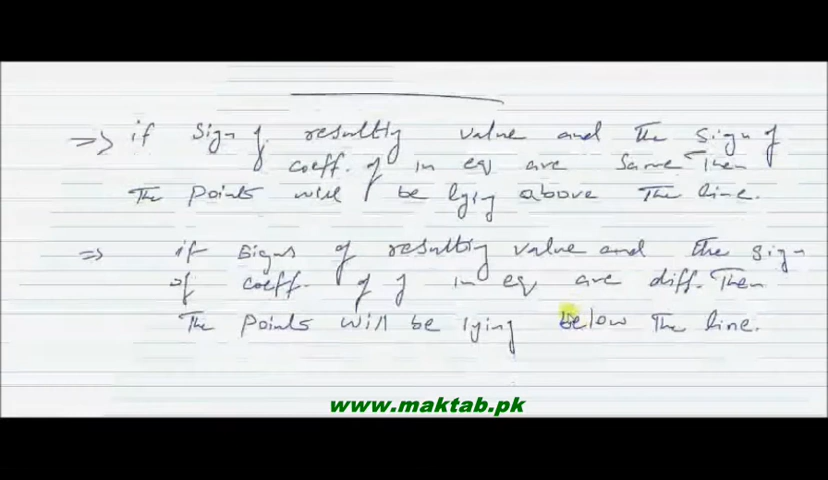 => if sign of resulting value and the sign of
coeff. of y in eq are same Then
The points will be lying above The line.
=> if signs of resulting value and the sign
of coeff. of y in eq are diff. Then
The points will be lying below The line.
www.maktab.pk